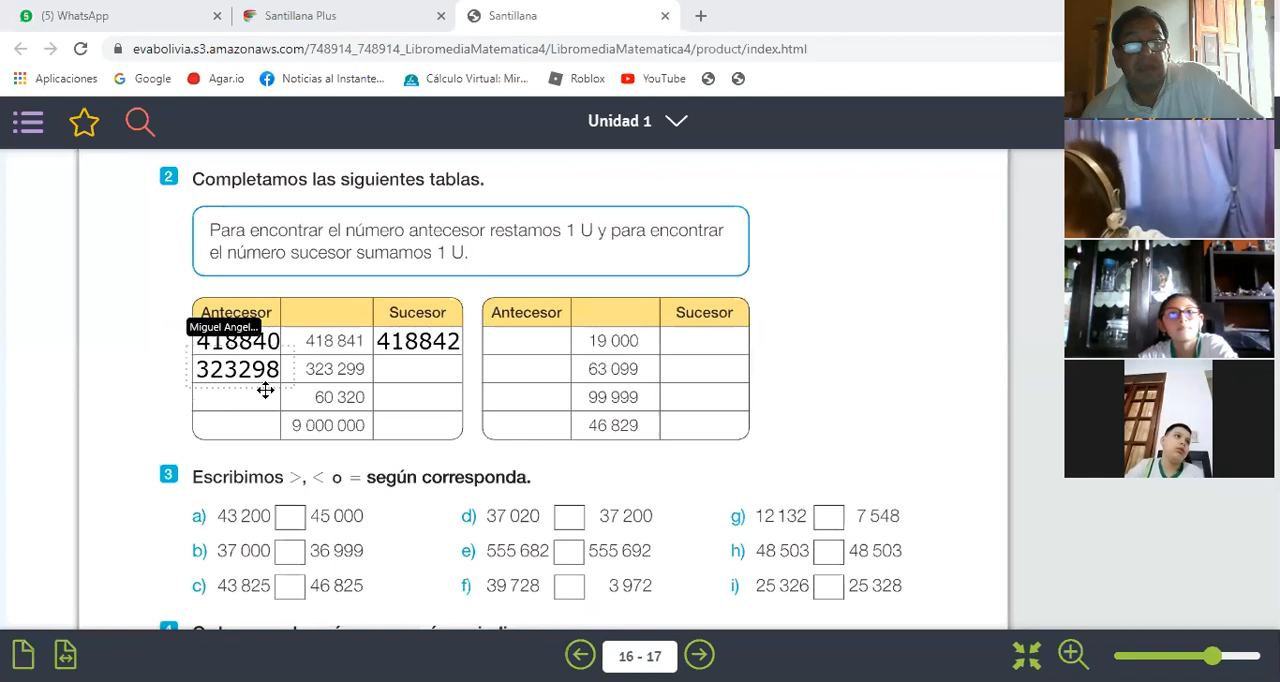 (5) WhatsApp
Santillana Plus
Santillana
evabolivia.s3.amazonaws.com/748914_748914_LibromediaMatematica4/LibromediaMatematica4/product/index.html
Aplicaciones Google Agar.io Noticias al Instante... Cálculo Virtual: Mir... Roblox YouTube
Unidad 1
2 Completamos las siguientes tablas.
Para encontrar el número antecesor restamos 1 U y para encontrar
el número sucesor sumamos 1 U.
Antecesor Sucesor
Miguel Angel...
418840 418 841 418842
323298 323 299
60 320
9 000 000
Antecesor Sucesor
19 000
63 099
99 999
46 829
3 Escribimos >, < o = según corresponda.
a) 43 200 45 000 d) 37 020 37 200 g) 12 132 7 548
b) 37 000 36 999 e) 555 682 555 692 h) 48 503 48 503
c) 43 825 46 825 f) 39 728 3 972 i) 25 326 25 328
16 - 17